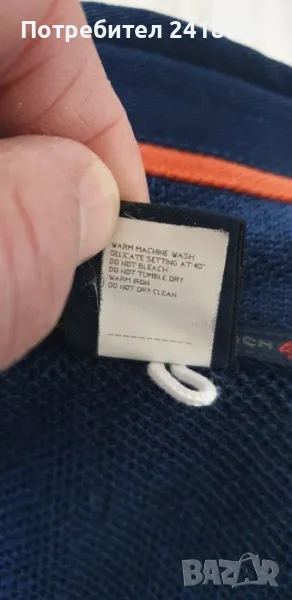 Потребител 2418
WARM MACHINE WASH
DELICATE SETTING AT 40°
DO NOT BLEACH
DO NOT TUMBLE DRY
WARM IRON
DO NOT DRY CLEAN
BAZAR